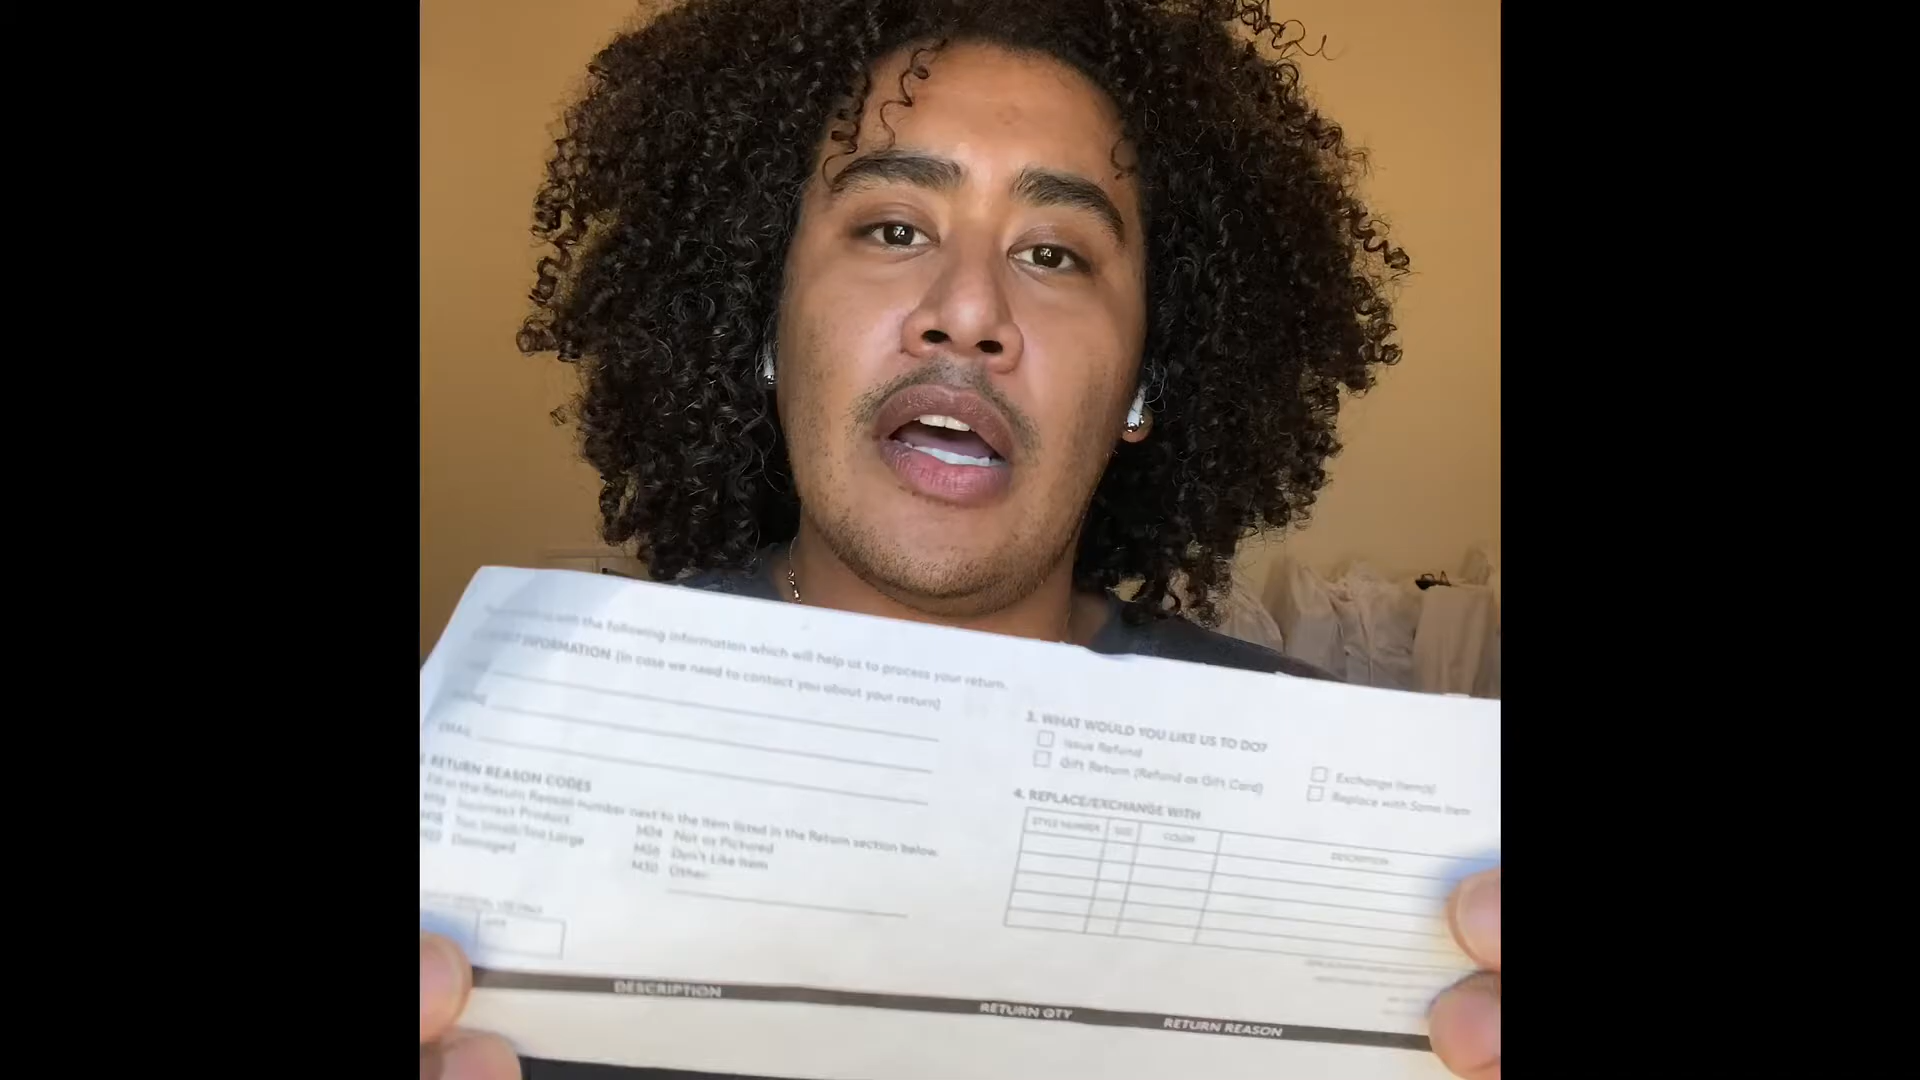 with the following information which will help us to process your return.
INFORMATION (in case we need to contact you about your return)
EMAIL
RETURN REASON CODES
Fill in the Return Reason number next to the item listed in the Return section below.
Incorrect Product
Too Small/Too Large
Damaged
M24 Not as Pictured
M28 Don't Like Item
M30 Other
3. WHAT WOULD YOU LIKE US TO DO?
Issue Refund
Gift Return (Refund as Gift Card)
Exchange Item(s)
Replace with Same Item
4. REPLACE/EXCHANGE WITH
STYLE NUMBER SIZE COLOR DESCRIPTION
DESCRIPTION RETURN QTY RETURN REASON